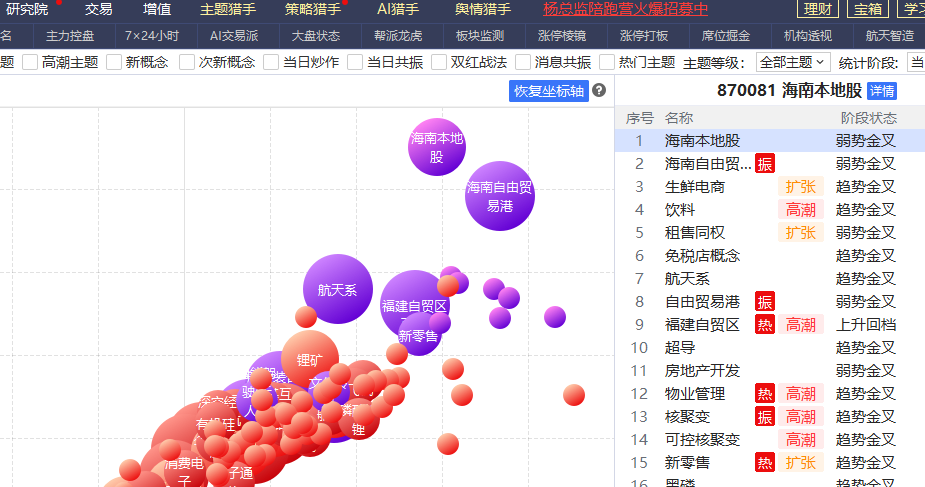 研究院 交易 增值 主题猎手 策略猎手 AI猎手 舆情猎手 杨总监陪跑营火爆招募中 理财 宝箱 学习
名 主力控盘 7×24小时 AI交易派 大盘状态 帮派龙虎 板块监测 涨停棱镜 涨停打板 席位掘金 机构透视 航天智造
题 高潮主题 新概念 次新概念 当日炒作 当日共振 双红战法 消息共振 热门主题 主题等级: 全部主题 统计阶段: 当
恢复坐标轴 ?
870081 海南本地股 详情
序号 名称 阶段状态
1 海南本地股 弱势金叉
2 海南自由贸... 振 弱势金叉
3 生鲜电商 扩张 趋势金叉
4 饮料 高潮 趋势金叉
5 租售同权 扩张 弱势金叉
6 免税店概念 趋势金叉
7 航天系 趋势金叉
8 自由贸易港 振 弱势金叉
9 福建自贸区 热 高潮 上升回档
10 超导 趋势金叉
11 房地产开发 弱势金叉
12 物业管理 热 高潮 趋势金叉
13 核聚变 振 高潮 趋势金叉
14 可控核聚变 高潮 趋势金叉
15 新零售 热 扩张 趋势金叉
16 黑磷 趋势金叉
海南本地
股
海南自由贸
易港
航天系
福建自贸区
新零售
锂矿
消费电
子